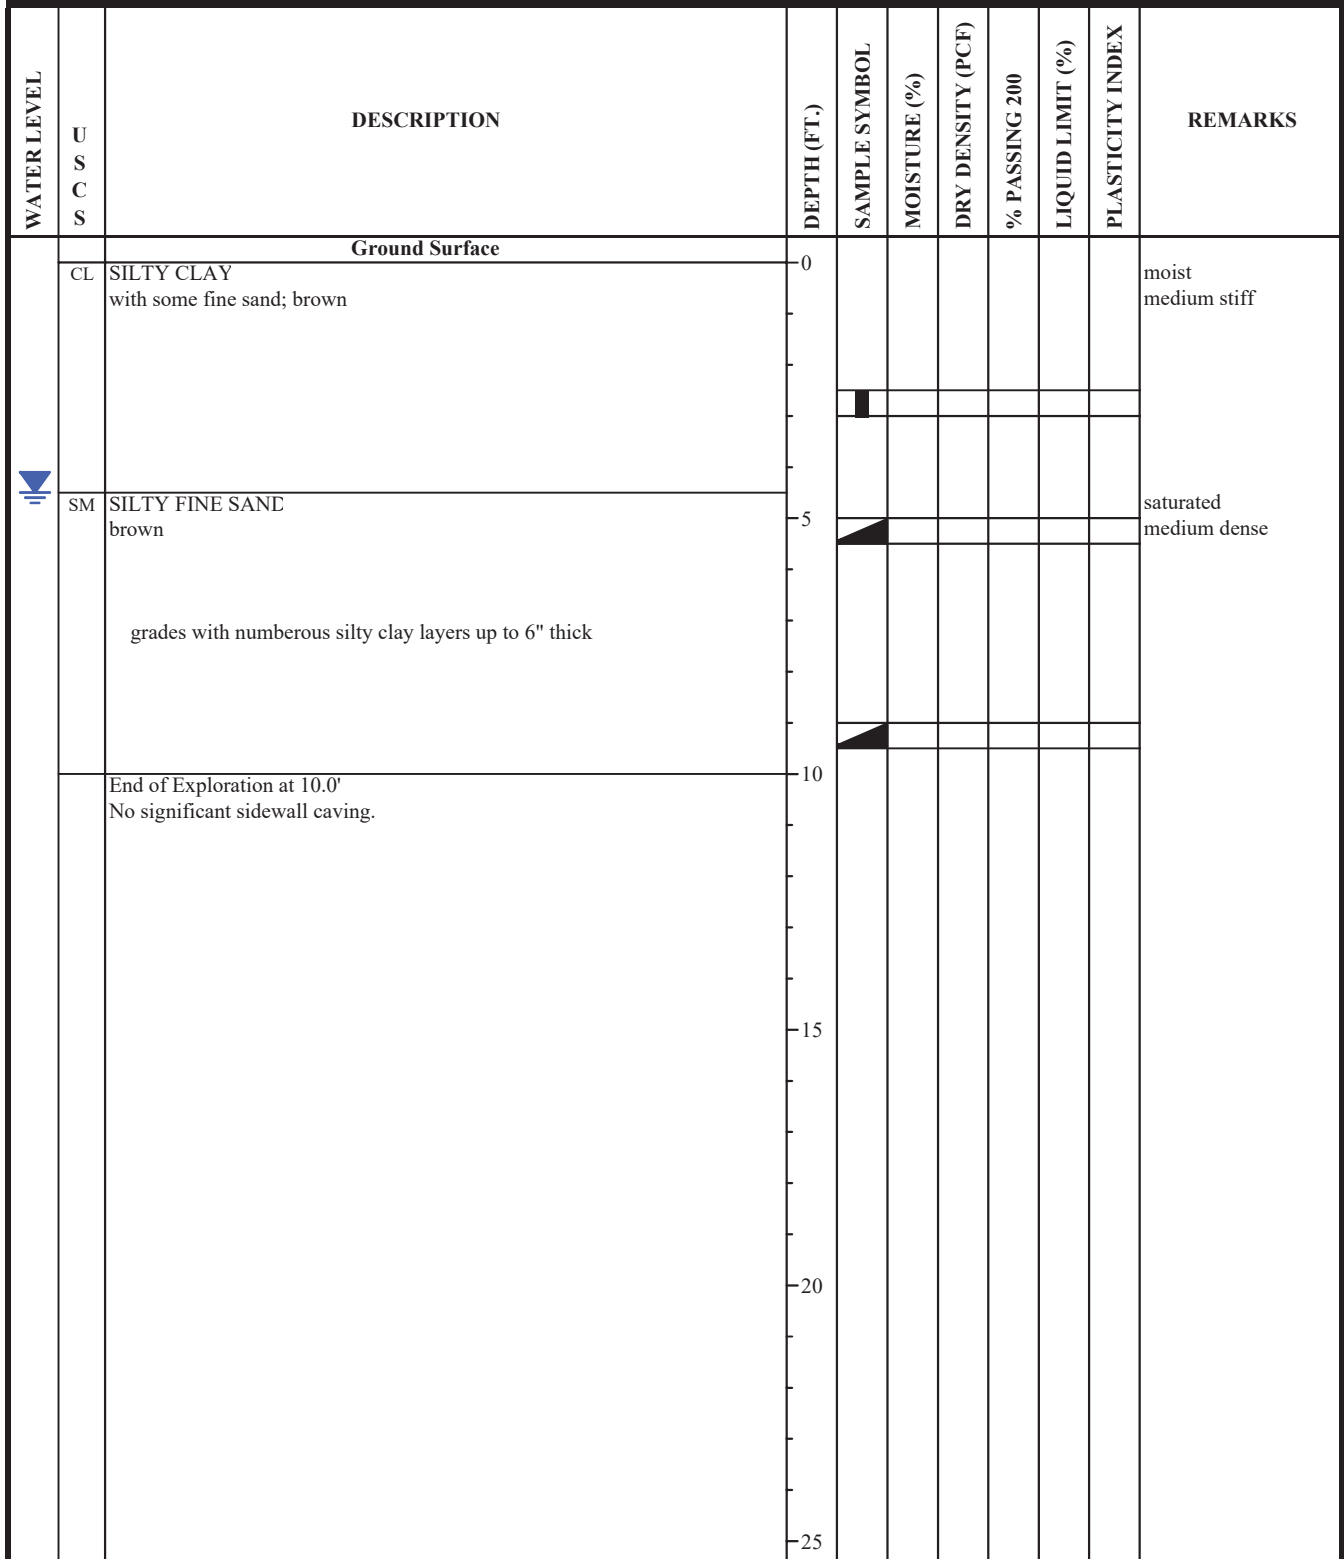 WATER LEVEL
U
S
C
S
DESCRIPTION
DEPTH (FT.)
SAMPLE SYMBOL
MOISTURE (%)
DRY DENSITY (PCF)
% PASSING 200
LIQUID LIMIT (%)
PLASTICITY INDEX
REMARKS
Ground Surface
0
CL SILTY CLAY
with some fine sand; brown
moist
medium stiff
SM SILTY FINE SAND
brown
5
saturated
medium dense
grades with numberous silty clay layers up to 6" thick
10
End of Exploration at 10.0'
No significant sidewall caving.
15
20
25